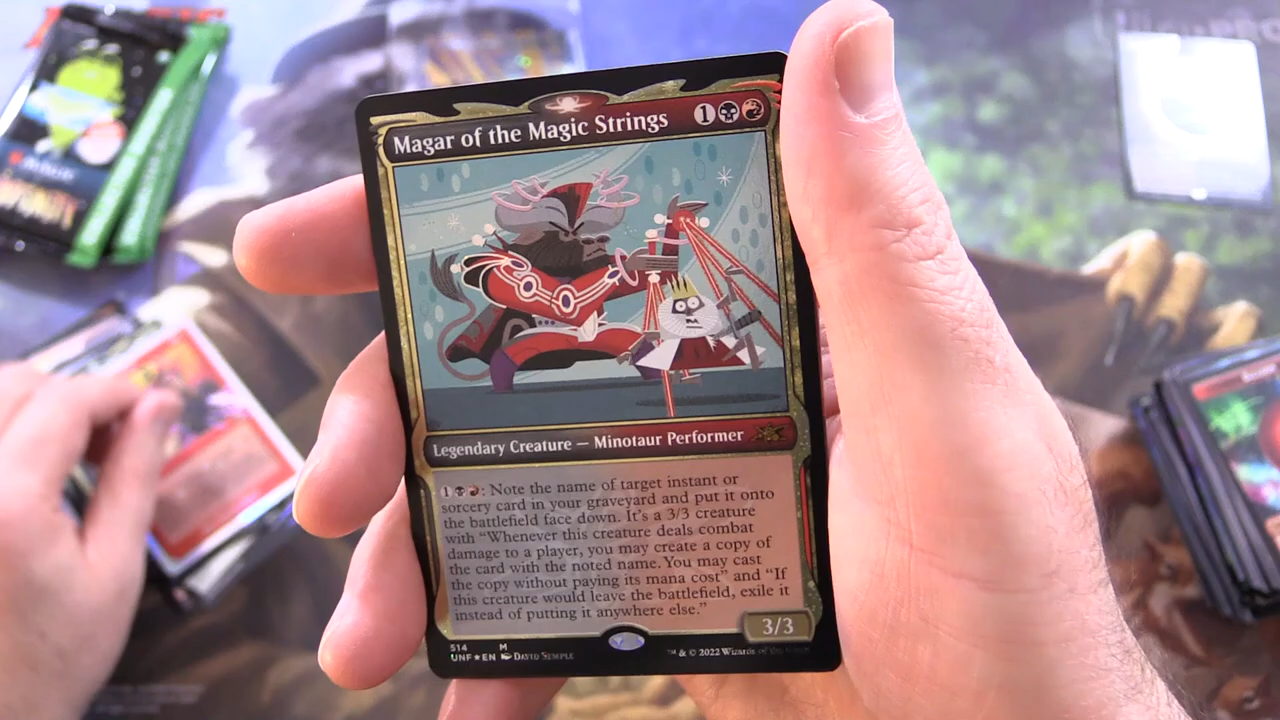 Magar of the Magic Strings
1
Legendary Creature — Minotaur Performer
1 : Note the name of target instant or
sorcery card in your graveyard and put it onto
the battlefield face down. It's a 3/3 creature
with "Whenever this creature deals combat
damage to a player, you may create a copy of
the card with the noted name. You may cast
the copy without paying its mana cost" and "If
this creature would leave the battlefield, exile it
instead of putting it anywhere else."
3/3
514 M
UNF★EN David Semple
™ & © 2022 Wizards of the Coast